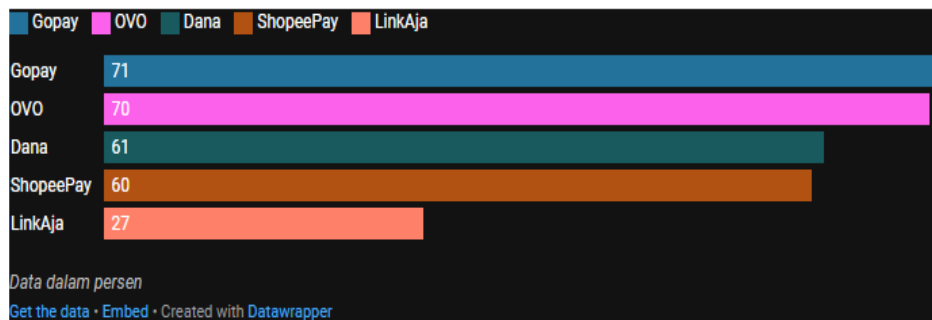 Gopay OVO Dana ShopeePay LinkAja
Gopay 71
OVO 70
Dana 61
ShopeePay 60
LinkAja 27
Data dalam persen
Get the data • Embed • Created with Datawrapper